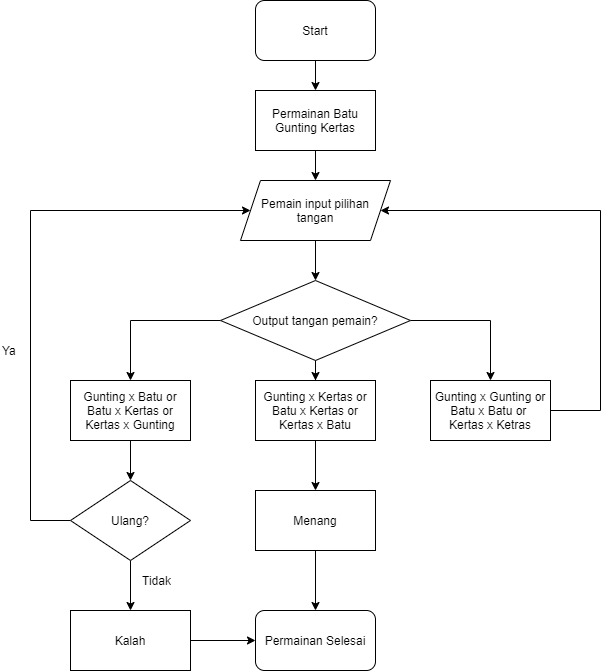 Start
Permainan Batu
Gunting Kertas
Pemain input pilihan
tangan
Output tangan pemain?
Ya
Gunting x Batu or
Batu x Kertas or
Kertas x Gunting
Gunting x Kertas or
Batu x Kertas or
Kertas x Batu
Gunting x Gunting or
Batu x Batu or
Kertas x Ketras
Ulang?
Menang
Tidak
Kalah
Permainan Selesai